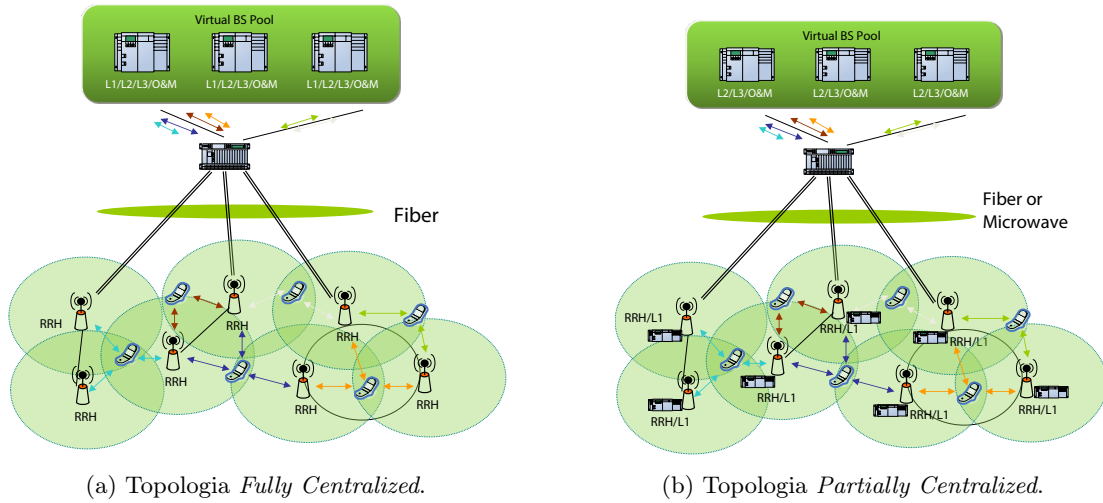 Virtual BS Pool
L1/L2/L3/O&M L1/L2/L3/O&M L1/L2/L3/O&M
Fiber
RRH
RRH
RRH
RRH
RRH
RRH
RRH
(a) Topologia Fully Centralized.
Virtual BS Pool
L2/L3/O&M L2/L3/O&M L2/L3/O&M
Fiber or
Microwave
RRH/L1
RRH/L1
RRH/L1
RRH/L1
RRH/L1
RRH/L1
RRH/L1
(b) Topologia Partially Centralized.